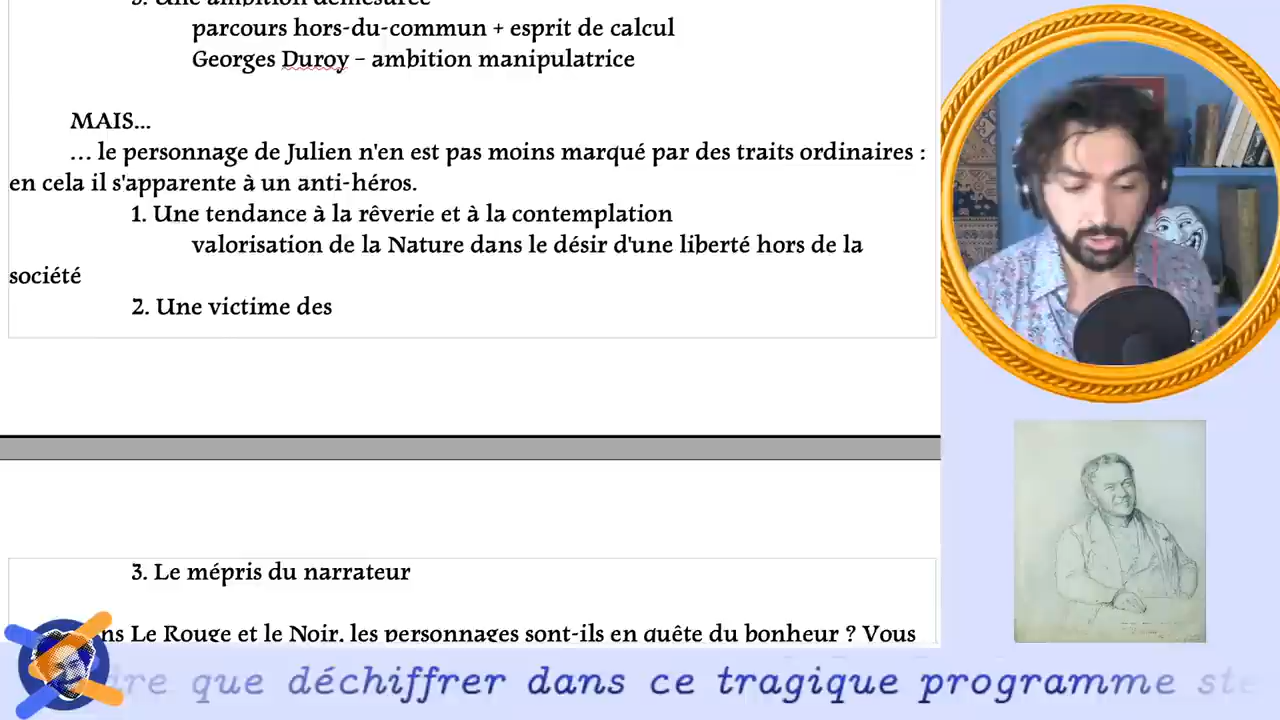 3. Une ambition démesurée
parcours hors-du-commun + esprit de calcul
Georges Duroy – ambition manipulatrice
MAIS...
... le personnage de Julien n'en est pas moins marqué par des traits ordinaires :
en cela il s'apparente à un anti-héros.
1. Une tendance à la rêverie et à la contemplation
valorisation de la Nature dans le désir d'une liberté hors de la
société
2. Une victime des
3. Le mépris du narrateur
Le Rouge et le Noir, les personnages sont-ils en quête du bonheur ? Vous
que déchiffrer dans ce tragique programme